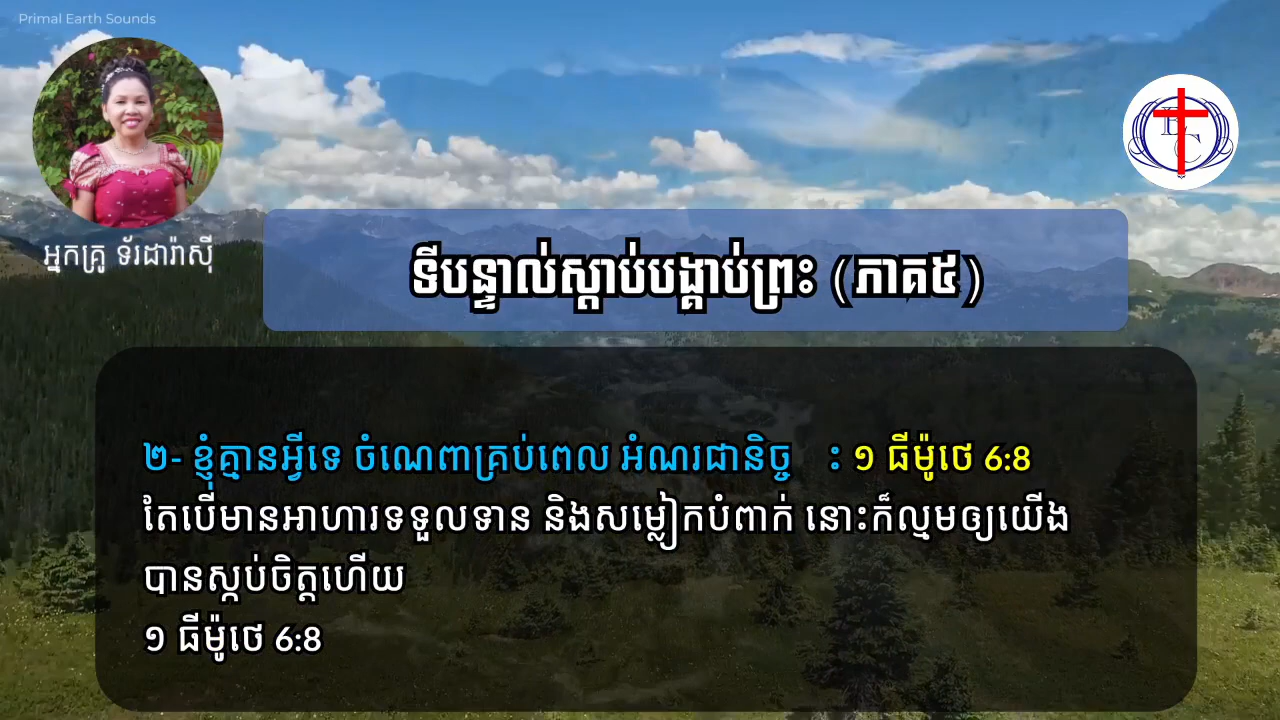 Primal Earth Sounds
អ្នកគ្រូ ទ័រដារ៉ាស៊ី
ទីបន្ទាល់ស្តាប់បង្គាប់ព្រះ (ភាគ៥)
២- ខ្ញុំគ្មានអ្វីទេ ចំណេញគ្រប់ពេល អំណរជានិច្ច ៖ ១ ធីម៉ូថេ 6:8
តែបើមានអាហារទទួលទាន និងសម្លៀកបំពាក់ នោះក៏ល្មមឲ្យយើង
បានស្កប់ចិត្តហើយ
១ ធីម៉ូថេ 6:8